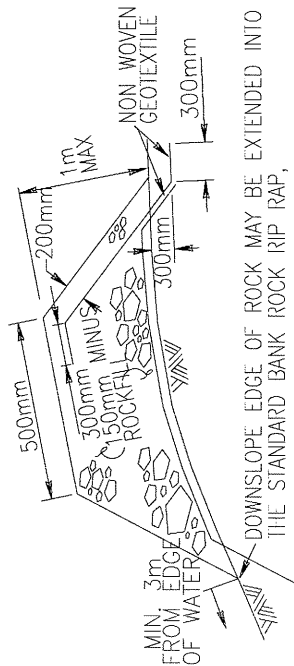 500mm
200mm
1m
MAX
NON WOVEN
GEOTEXTILE
300mm
300mm
150mm MINUS
ROCKFILL
300mm
MIN. 3m
FROM EDGE
OF WATER
DOWNSLOPE EDGE OF ROCK MAY BE EXTENDED INTO
THE STANDARD BANK ROCK RIP RAP,